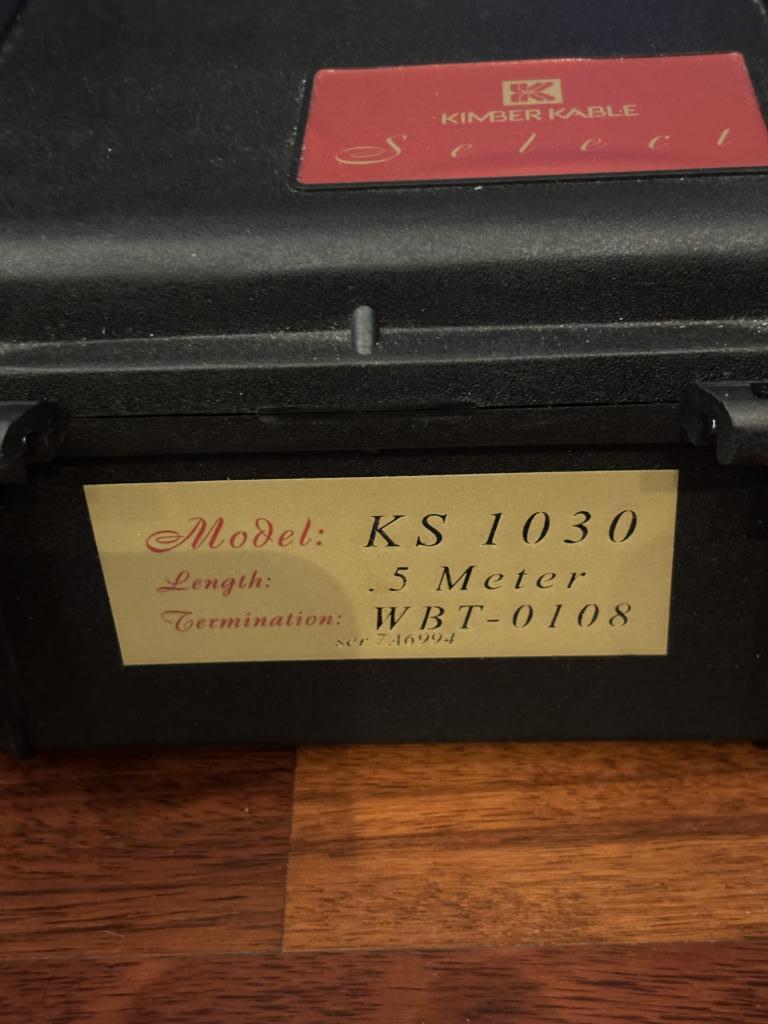 KIMBER KABLE
Select
Model: KS 1030
Length: .5 Meter
Termination: WBT-0108
ser 7A6994